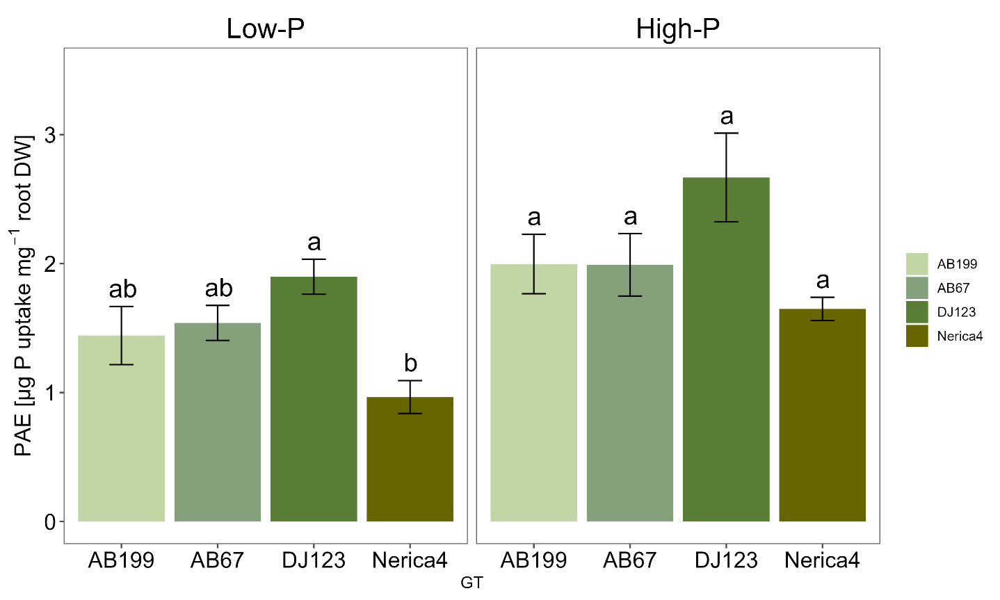 Low-P
High-P
PAE [µg P uptake mg⁻¹ root DW]
3
2
1
0
ab
ab
a
b
a
a
a
a
AB199
AB67
DJ123
Nerica4
AB199
AB67
DJ123
Nerica4
GT
AB199
AB67
DJ123
Nerica4